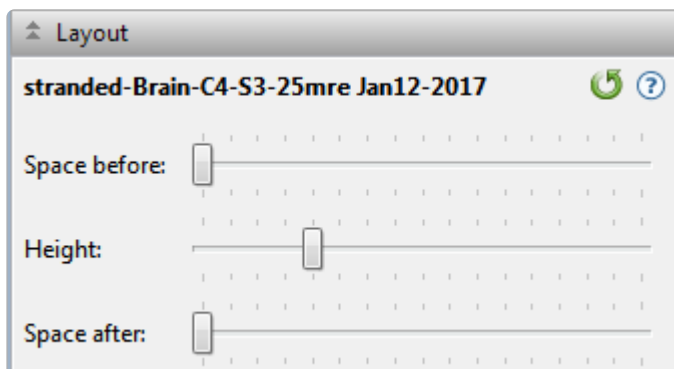 Layout
stranded-Brain-C4-S3-25mre Jan12-2017
?
Space before:
Height:
Space after: